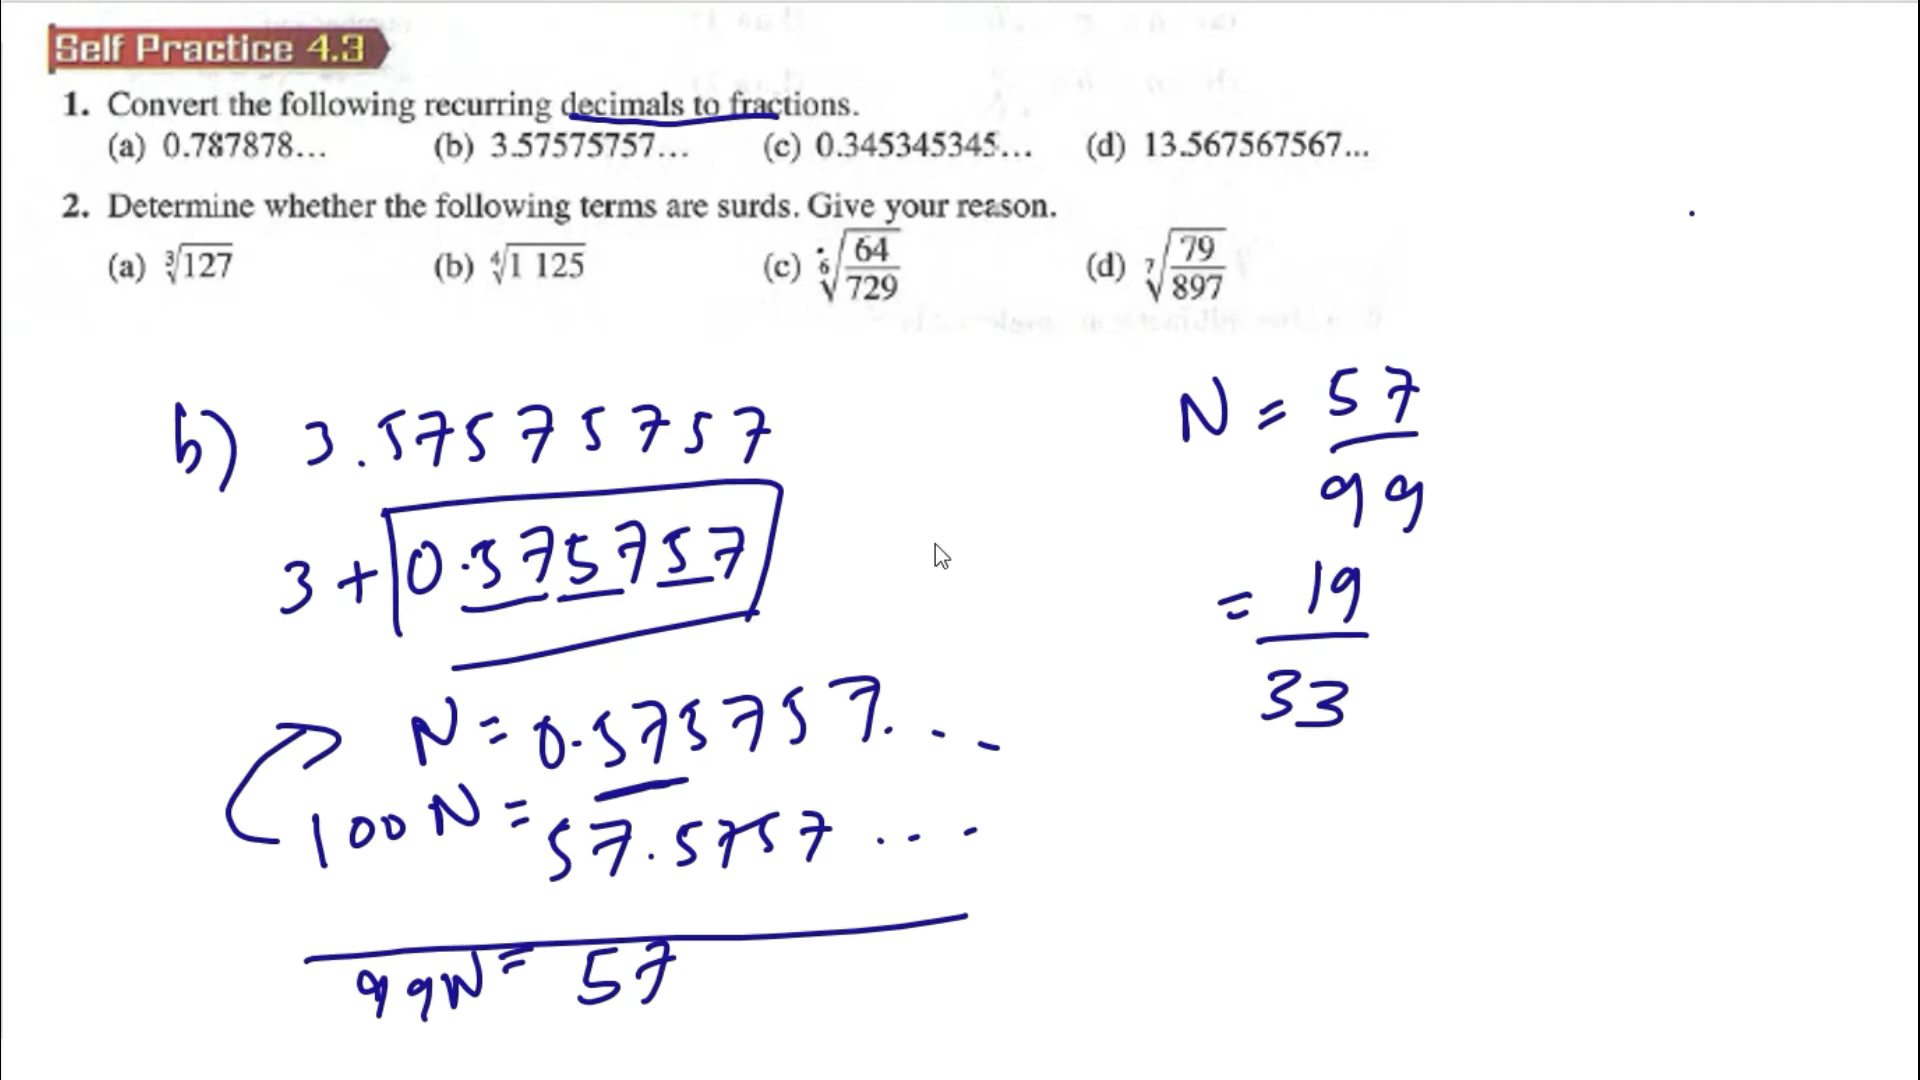 Self Practice 4.3
1. Convert the following recurring decimals to fractions.
(a) 0.787878... (b) 3.57575757... (c) 0.345345345... (d) 13.567567567...
2. Determine whether the following terms are surds. Give your reason.
(a) ∛127 (b) ∜1 125 (c) ⁶√(64/729) (d) ⁷√(79/897)
b) 3.57575757
3 + 0.575757
N = 0.575757...
100N = 57.5757...
99N = 57
N = 57/99
= 19/33